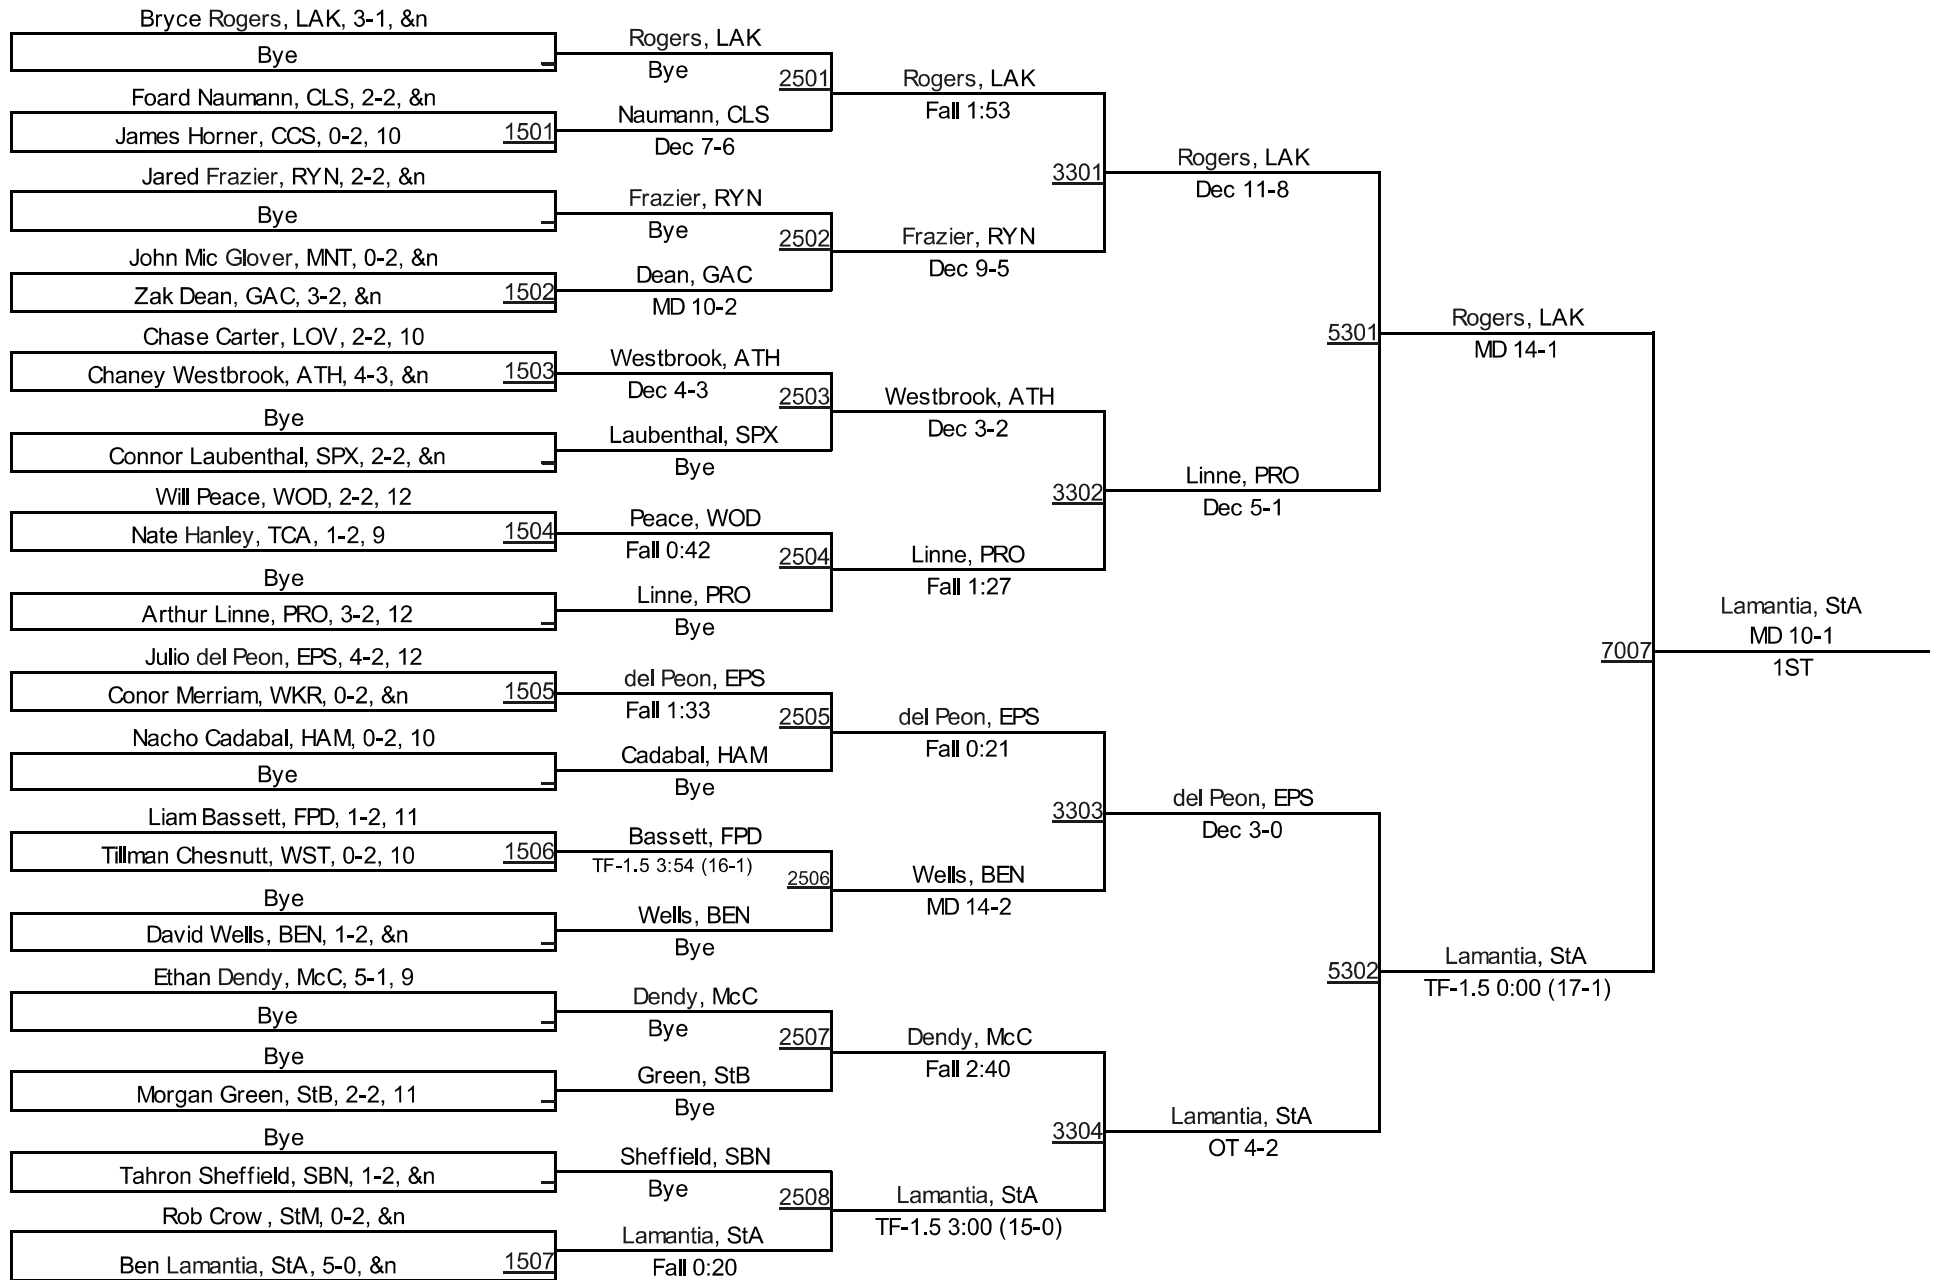 Bryce Rogers, LAK, 3-1, &n
Bye
Foard Naumann, CLS, 2-2, &n
James Horner, CCS, 0-2, 10
1501
Jared Frazier, RYN, 2-2, &n
Bye
John Mic Glover, MNT, 0-2, &n
Zak Dean, GAC, 3-2, &n
1502
Chase Carter, LOV, 2-2, 10
Chaney Westbrook, ATH, 4-3, &n
1503
Bye
Connor Laubenthal, SPX, 2-2, &n
Will Peace, WOD, 2-2, 12
Nate Hanley, TCA, 1-2, 9
1504
Bye
Arthur Linne, PRO, 3-2, 12
Julio del Peon, EPS, 4-2, 12
Conor Merriam, WKR, 0-2, &n
1505
Nacho Cadabal, HAM, 0-2, 10
Bye
Liam Bassett, FPD, 1-2, 11
Tillman Chesnutt, WST, 0-2, 10
1506
Bye
David Wells, BEN, 1-2, &n
Ethan Dendy, McC, 5-1, 9
Bye
Bye
Morgan Green, StB, 2-2, 11
Bye
Tahron Sheffield, SBN, 1-2, &n
Rob Crow , StM, 0-2, &n
Ben Lamantia, StA, 5-0, &n
1507
Rogers, LAK
Bye
2501
Naumann, CLS
Dec 7-6
Frazier, RYN
Bye
2502
Dean, GAC
MD 10-2
Westbrook, ATH
Dec 4-3
2503
Laubenthal, SPX
Bye
Peace, WOD
Fall 0:42
2504
Linne, PRO
Bye
del Peon, EPS
Fall 1:33
2505
Cadabal, HAM
Bye
Bassett, FPD
TF-1.5 3:54 (16-1)
2506
Wells, BEN
Bye
Dendy, McC
Bye
2507
Green, StB
Bye
Sheffield, SBN
Bye
2508
Lamantia, StA
Fall 0:20
Rogers, LAK
Fall 1:53
3301
Frazier, RYN
Dec 9-5
Westbrook, ATH
Dec 3-2
3302
Linne, PRO
Fall 1:27
del Peon, EPS
Fall 0:21
3303
Wells, BEN
MD 14-2
Dendy, McC
Fall 2:40
3304
Lamantia, StA
TF-1.5 3:00 (15-0)
Rogers, LAK
Dec 11-8
5301
Linne, PRO
Dec 5-1
del Peon, EPS
Dec 3-0
5302
Lamantia, StA
OT 4-2
Rogers, LAK
MD 14-1
7007
Lamantia, StA
TF-1.5 0:00 (17-1)
Lamantia, StA
MD 10-1
1ST